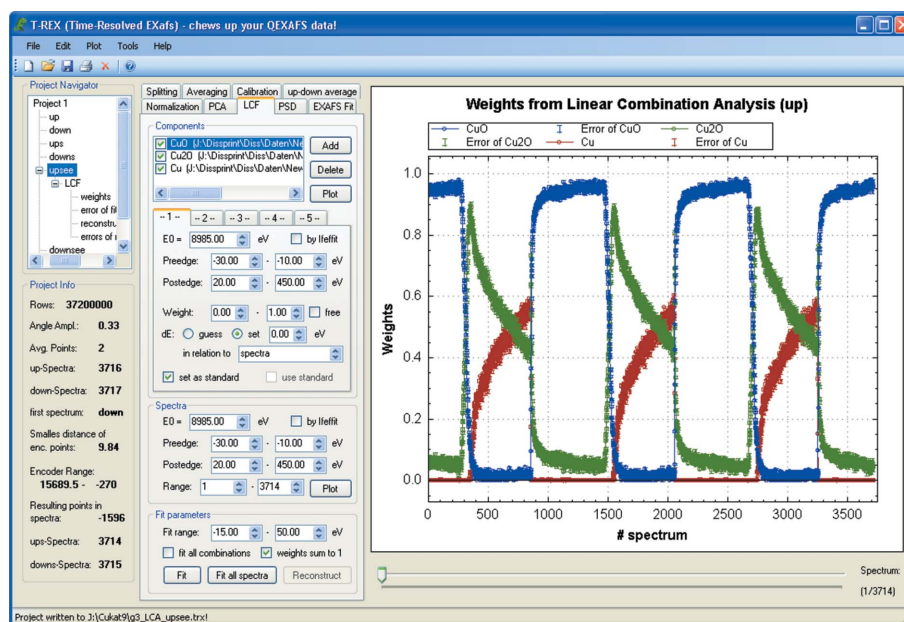 T-REX (Time-Resolved EXafs) - chews up your QEXAFS data!
File Edit Plot Tools Help
Project Navigator
Project 1
up
down
ups
downs
upsee
LCF
weights
error of fit
reconstru
errors of r
downsee
Project Info
Rows: 37200000
Angle Ampl.: 0.33
Avg. Points: 2
up-Spectra: 3716
down-Spectra: 3717
first spectrum: down
Smalles distance of
enc. points: 9.84
Encoder Range:
15689.5 - -270
Resulting points in
spectra: -1596
ups-Spectra: 3714
downs-Spectra: 3715
Splitting Averaging Calibration up-down average
Normalization PCA LCF PSD EXAFS Fit
Components
CuO (J:\Dissprint\Diss\Daten\Ne
Cu2O (J:\Dissprint\Diss\Daten\N
Cu (J:\Dissprint\Diss\Daten\New
Add
Delete
Plot
-- 1 -- -- 2 -- -- 3 -- -- 4 -- -- 5 --
E0 = 8985.00 eV by Ifeffit
Preedge: -30.00 - -10.00 eV
Postedge: 20.00 - 450.00 eV
Weight: 0.00 - 1.00 free
dE: guess set 0.00 eV
in relation to spectra
set as standard use standard
Spectra
E0 = 8985.00 eV by Ifeffit
Preedge: -30.00 - -10.00 eV
Postedge: 20.00 - 450.00 eV
Range: 1 - 3714 Plot
Fit parameters
Fit range: -15.00 - 50.00 eV
fit all combinations weights sum to 1
Fit Fit all spectra Reconstruct
Weights from Linear Combination Analysis (up)
CuO Error of CuO Cu2O
Error of Cu2O Cu Error of Cu
Weights
1.0
0.8
0.6
0.4
0.2
0.0
0 500 1000 1500 2000 2500 3000 3500
# spectrum
Spectrum:
(1/3714)
Project written to J:\Cukat9\g3_LCA_upsee.trx!